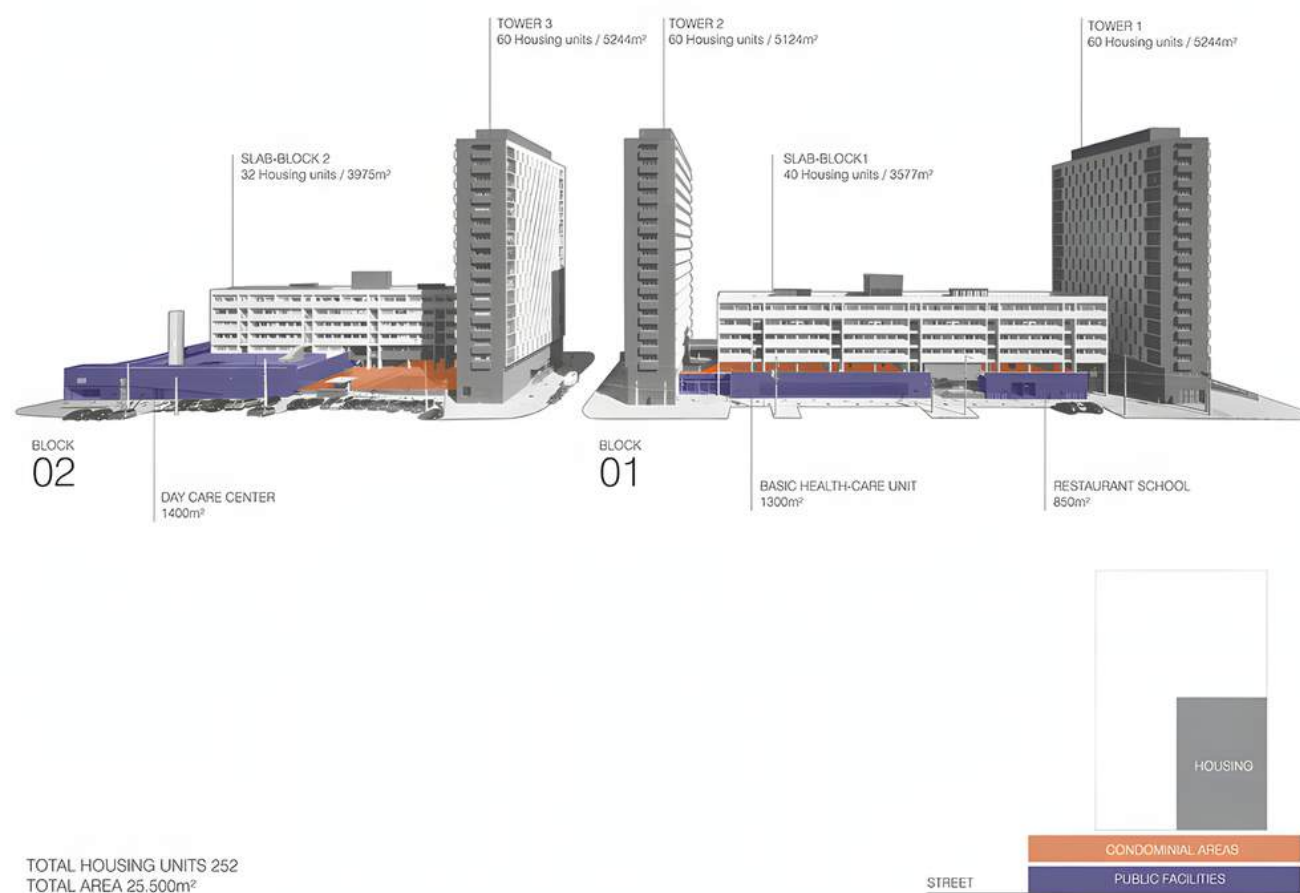 TOWER 3
60 Housing units / 5244m²
TOWER 2
60 Housing units / 5124m²
TOWER 1
60 Housing units / 5244m²
SLAB-BLOCK 2
32 Housing units / 3975m²
SLAB-BLOCK1
40 Housing units / 3577m²
BLOCK
02
BLOCK
01
DAY CARE CENTER
1400m²
BASIC HEALTH-CARE UNIT
1300m²
RESTAURANT SCHOOL
850m²
HOUSING
CONDOMINIAL AREAS
PUBLIC FACILITIES
STREET
TOTAL HOUSING UNITS 252
TOTAL AREA 25.500m²